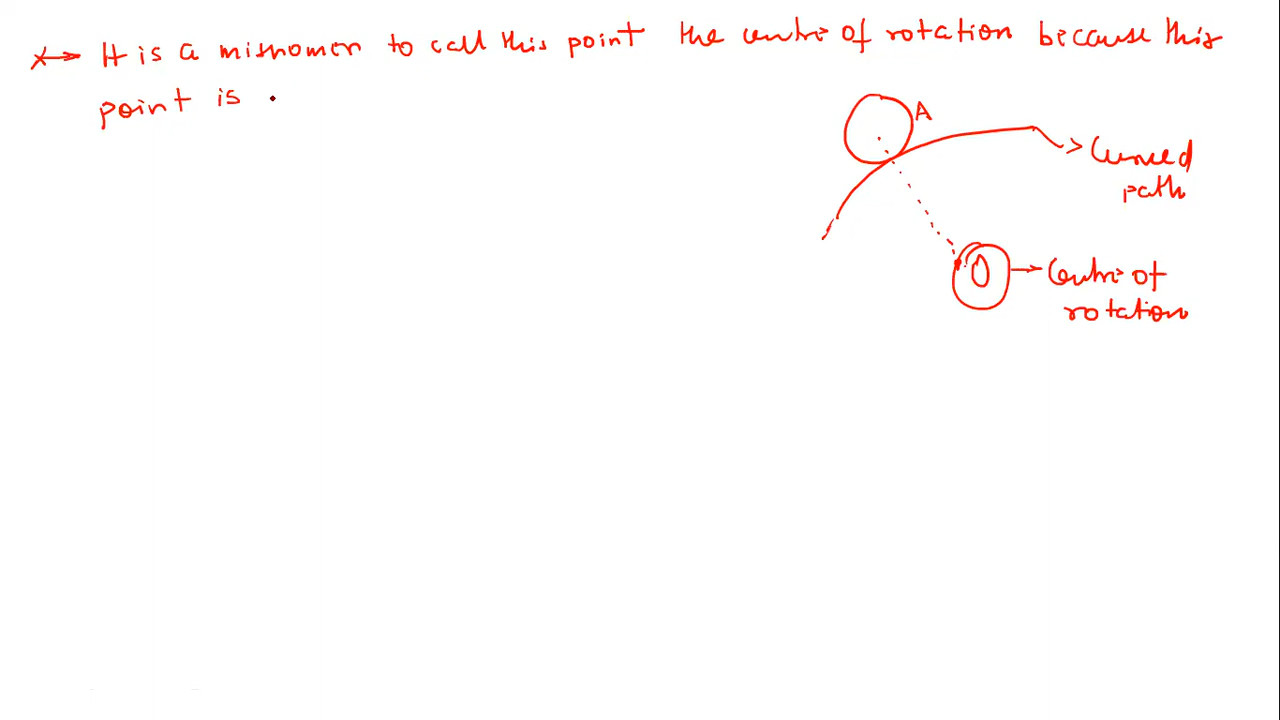 It is a misnomer to call this point the centre of rotation because this
point is
A
Curved
path
O
Centre of
rotation